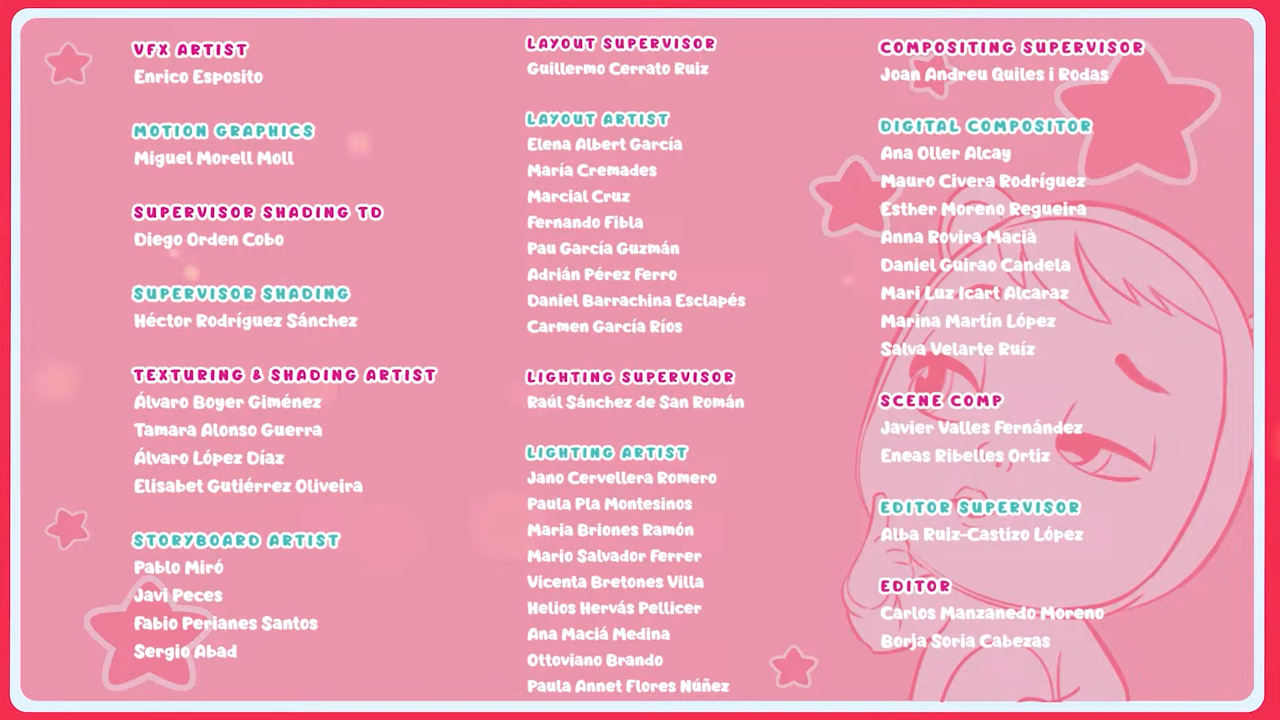 VFX ARTIST
Enrico Esposito
MOTION GRAPHICS
Miguel Morell Moll
SUPERVISOR SHADING TD
Diego Orden Cobo
SUPERVISOR SHADING
Héctor Rodríguez Sánchez
TEXTURING & SHADING ARTIST
Álvaro Boyer Giménez
Tamara Alonso Guerra
Álvaro López Díaz
Elisabet Gutiérrez Oliveira
STORYBOARD ARTIST
Pablo Miró
Javi Peces
Fabio Perianes Santos
Sergio Abad
LAYOUT SUPERVISOR
Guillermo Cerrato Ruiz
LAYOUT ARTIST
Elena Albert García
María Cremades
Marcial Cruz
Fernando Fibla
Pau García Guzmán
Adrián Pérez Ferro
Daniel Barrachina Esclapés
Carmen García Ríos
LIGHTING SUPERVISOR
Raúl Sánchez de San Román
LIGHTING ARTIST
Jano Cervellera Romero
Paula Pla Montesinos
Maria Briones Ramón
Mario Salvador Ferrer
Vicenta Bretones Villa
Helios Hervás Pellicer
Ana Maciá Medina
Ottoviano Brando
Paula Annet Flores Núñez
COMPOSITING SUPERVISOR
Joan Andreu Quiles i Rodas
DIGITAL COMPOSITOR
Ana Oller Alcay
Mauro Civera Rodríguez
Esther Moreno Regueira
Anna Rovira Macià
Daniel Guirao Candela
Mari Luz Icart Alcaraz
Marina Martín López
Salva Velarte Ruíz
SCENE COMP
Javier Valles Fernández
Eneas Ribelles Ortiz
EDITOR SUPERVISOR
Alba Ruiz-Castizo López
EDITOR
Carlos Manzanedo Moreno
Borja Soria Cabezas